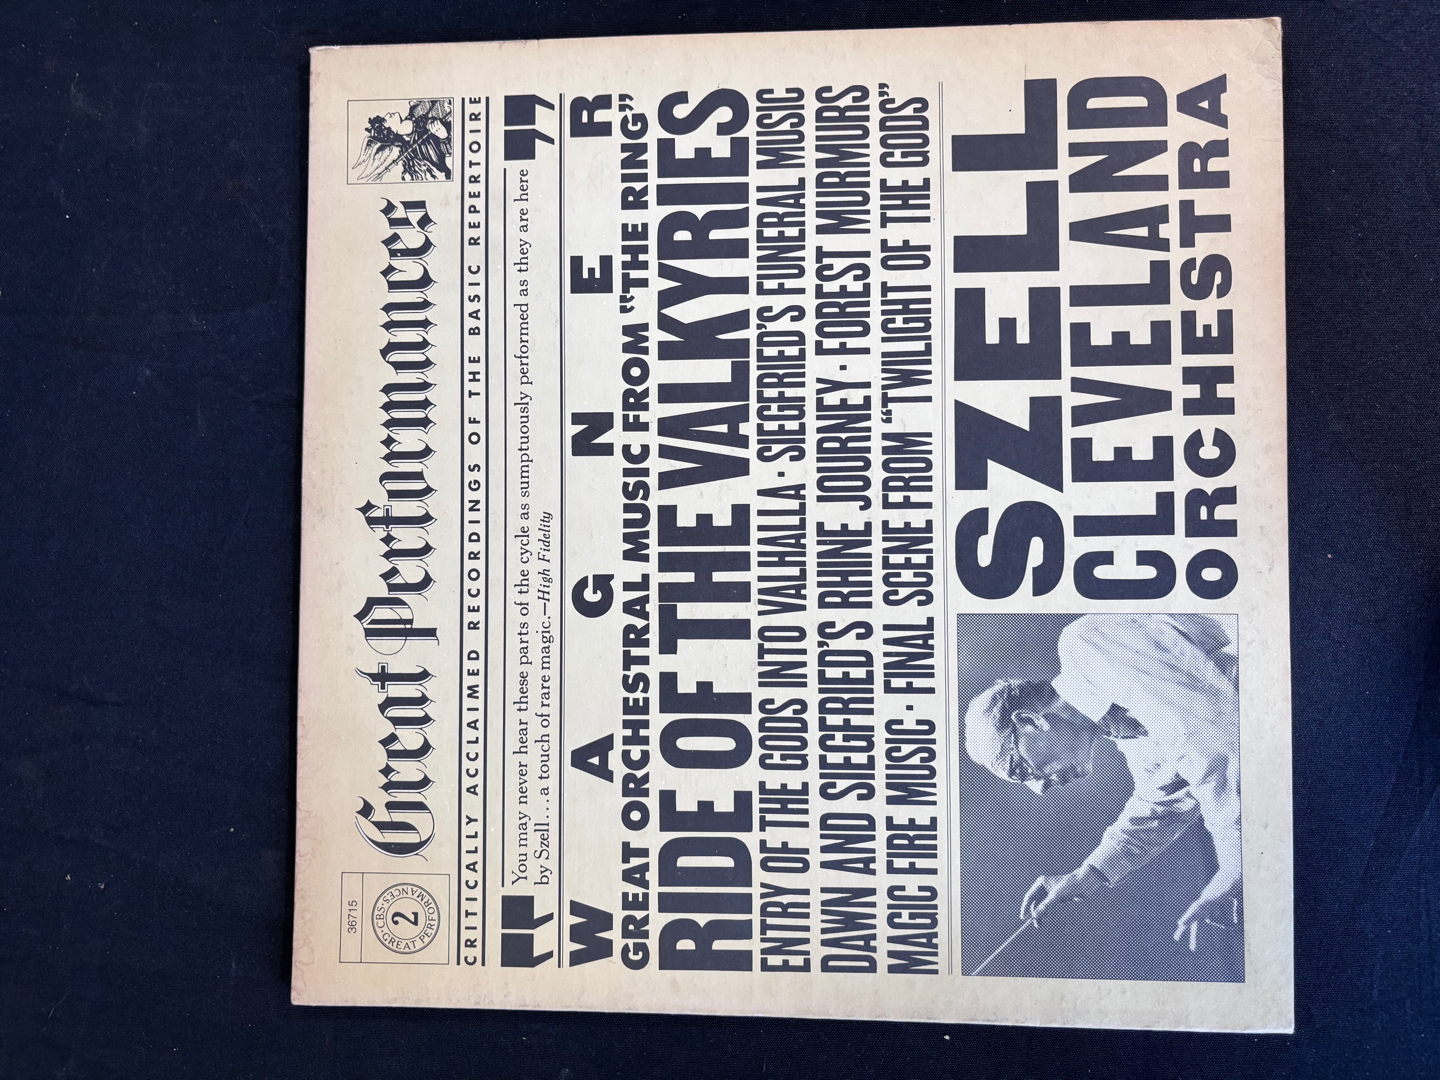 36715
·CBS·
GREAT PERFORMANCES
2
Great Performances
CRITICALLY ACCLAIMED RECORDINGS OF THE BASIC REPERTOIRE
"You may never hear these parts of the cycle as sumptuously performed as they are here
by Szell...a touch of rare magic.—High Fidelity"
WAGNER
GREAT ORCHESTRAL MUSIC FROM "THE RING"
RIDE OF THE VALKYRIES
ENTRY OF THE GODS INTO VALHALLA · SIEGFRIED'S FUNERAL MUSIC
DAWN AND SIEGFRIED'S RHINE JOURNEY · FOREST MURMURS
MAGIC FIRE MUSIC · FINAL SCENE FROM "TWILIGHT OF THE GODS"
SZELL
CLEVELAND
ORCHESTRA